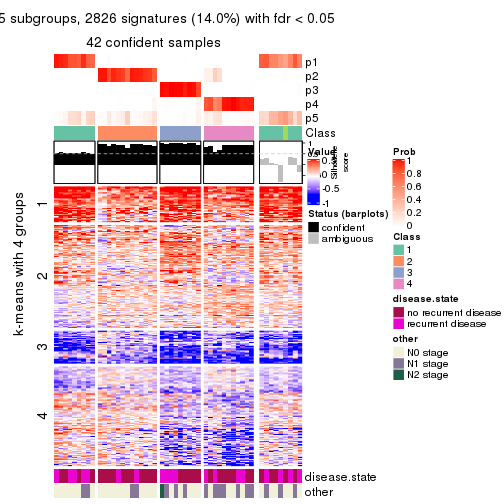 5 subgroups, 2826 signatures (14.0%) with fdr < 0.05
42 confident samples
p1
p2
p3
p4
p5
Class
1
Silhouette
score
k-means with 4 groups
1
2
3
4
disease.state
other
Value
0.5
0
-0.5
-1
Status (barplots)
confident
ambiguous
Prob
1
0.8
0.6
0.4
0.2
0
Class
1
2
3
4
disease.state
no recurrent disease
recurrent disease
other
N0 stage
N1 stage
N2 stage